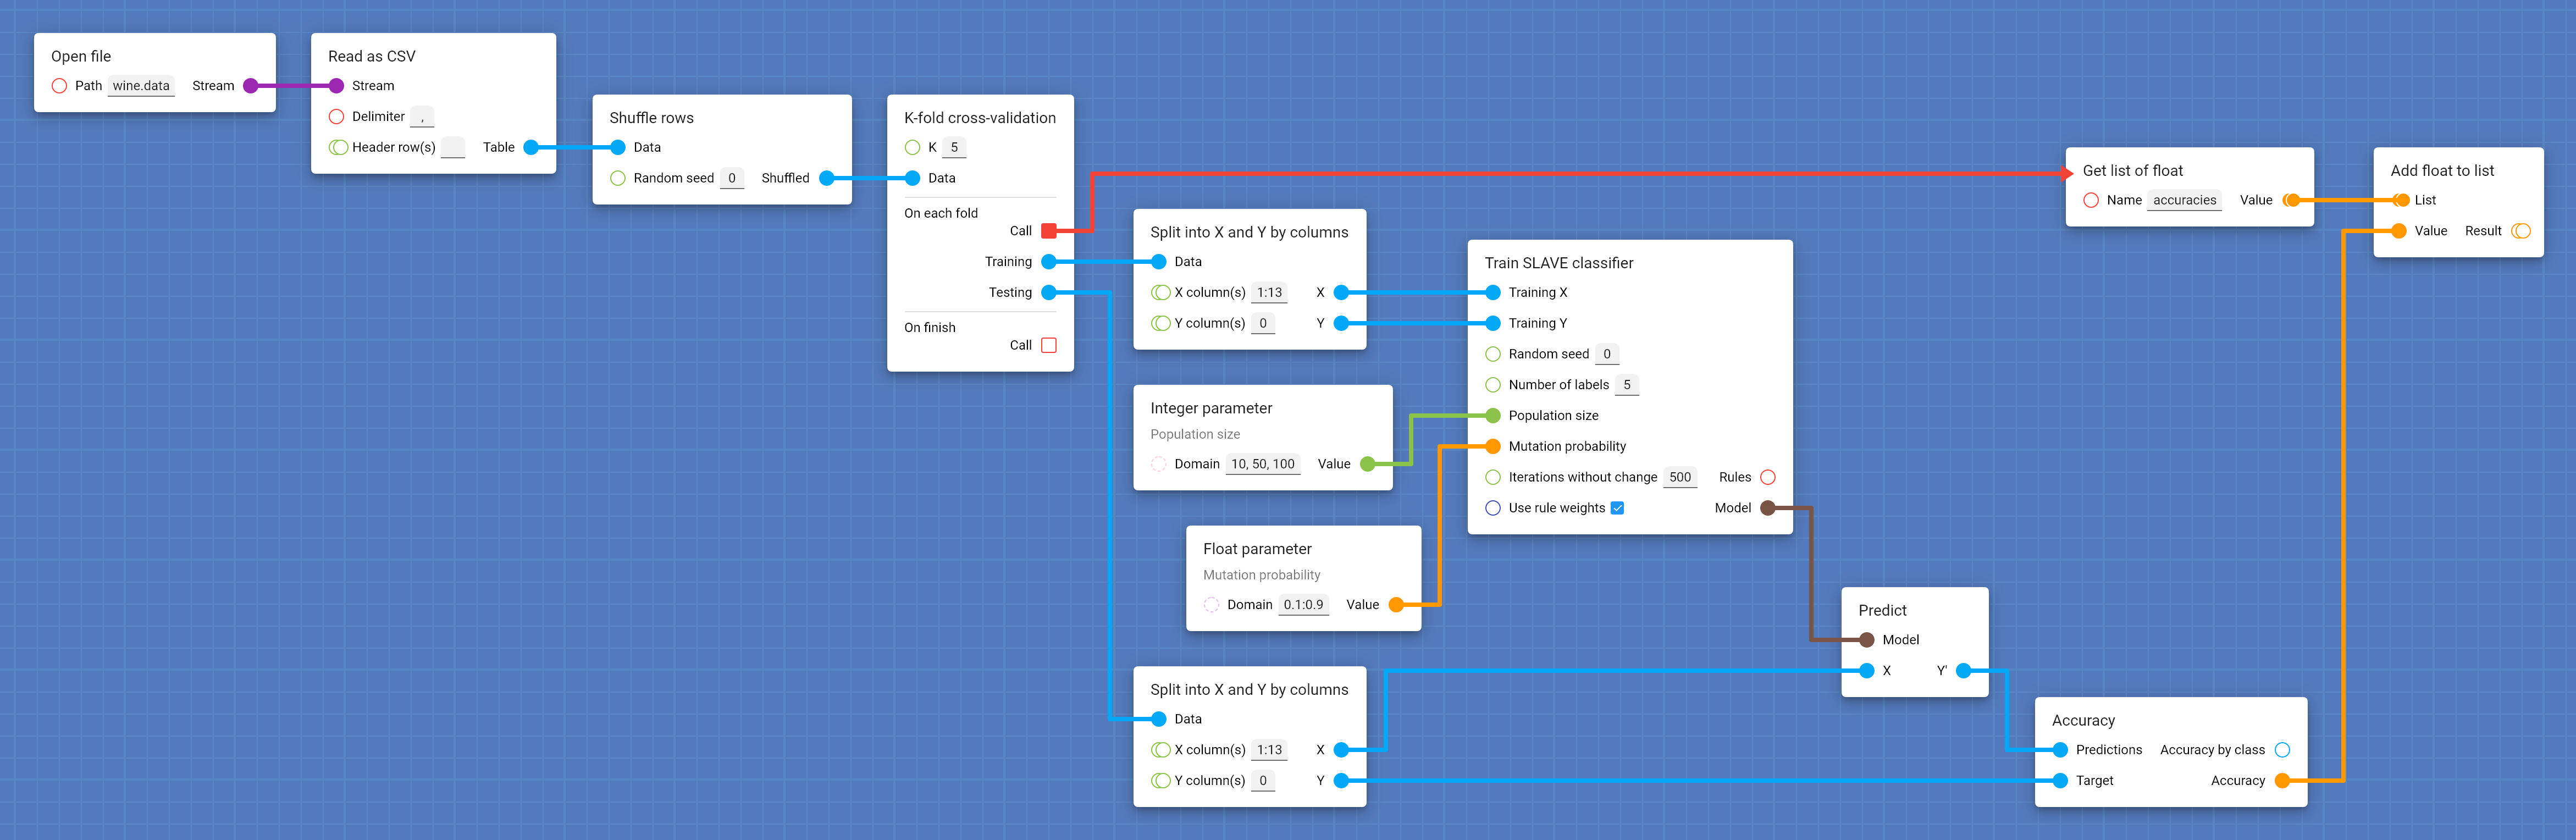 Open file
Path wine.data Stream
Read as CSV
Stream
Delimiter ,
Header row(s) Table
Shuffle rows
Data
Random seed 0 Shuffled
K-fold cross-validation
K 5
Data
On each fold
Call
Training
Testing
On finish
Call
Split into X and Y by columns
Data
X column(s) 1:13 X
Y column(s) 0 Y
Integer parameter
Population size
Domain 10, 50, 100 Value
Float parameter
Mutation probability
Domain 0.1:0.9 Value
Split into X and Y by columns
Data
X column(s) 1:13 X
Y column(s) 0 Y
Train SLAVE classifier
Training X
Training Y
Random seed 0
Number of labels 5
Population size
Mutation probability
Iterations without change 500 Rules
Use rule weights Model
Predict
Model
X Y'
Accuracy
Predictions Accuracy by class
Target Accuracy
Get list of float
Name accuracies Value
Add float to list
List
Value Result